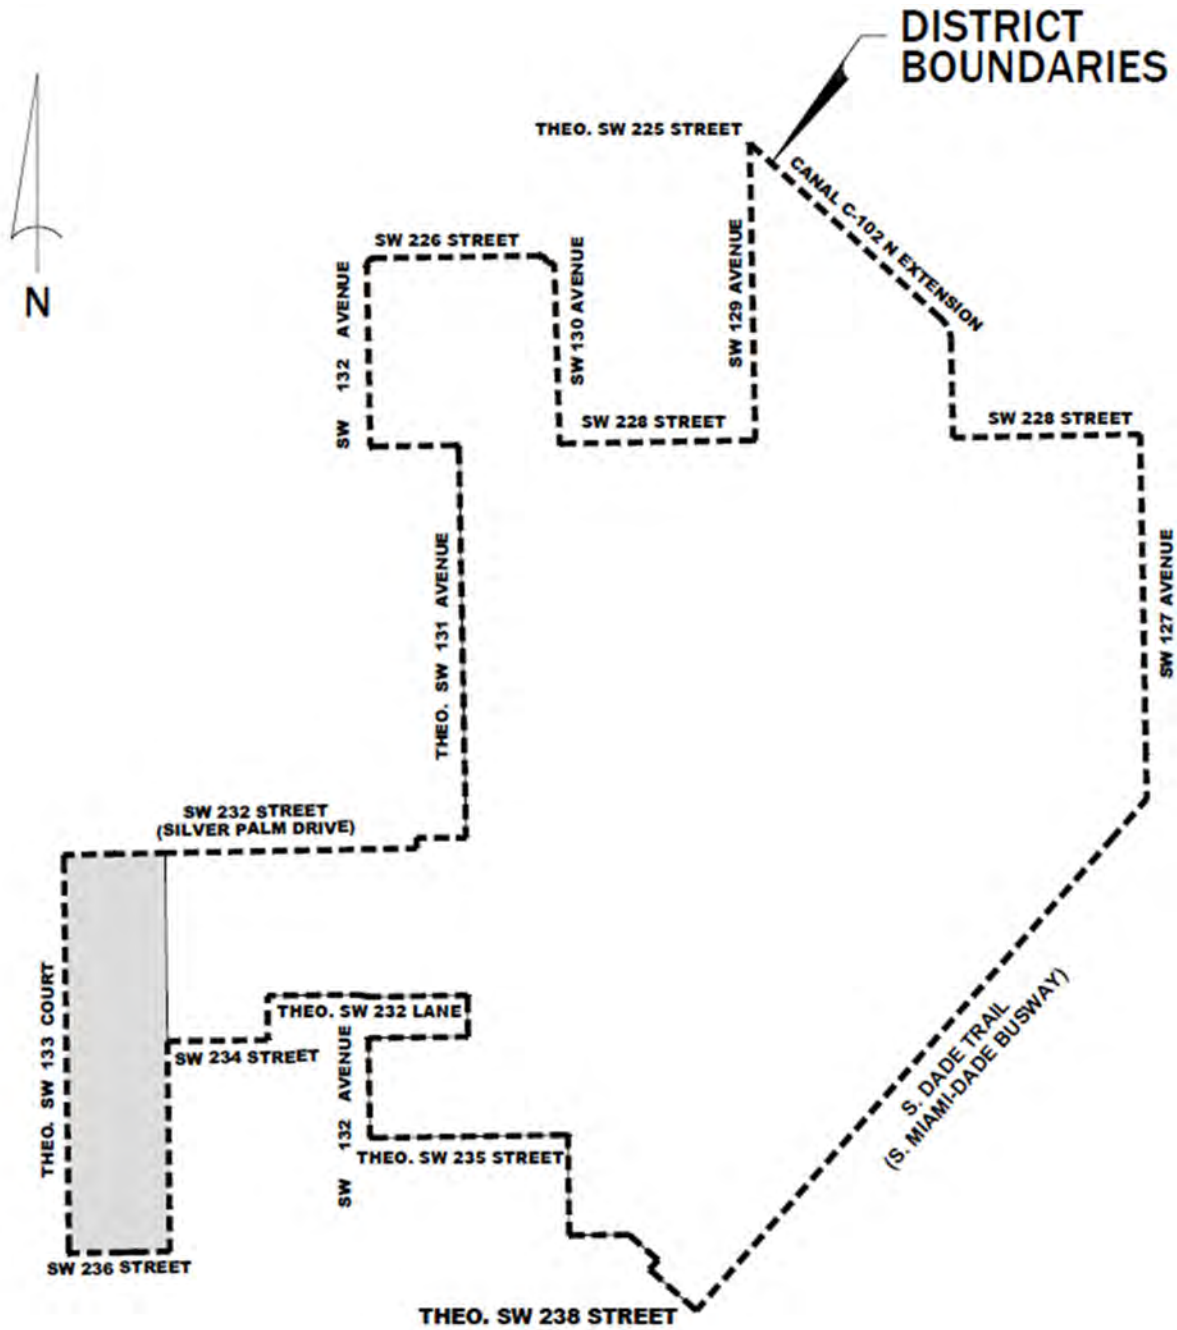 DISTRICT
BOUNDARIES
THEO. SW 225 STREET
CANAL C-102 N EXTENSION
SW 226 STREET
SW 132 AVENUE
SW 130 AVENUE
SW 129 AVENUE
N
SW 228 STREET
SW 228 STREET
THEO. SW 131 AVENUE
SW 127 AVENUE
SW 232 STREET
(SILVER PALM DRIVE)
THEO. SW 133 COURT
THEO. SW 232 LANE
SW 234 STREET
SW 132 AVENUE
S. DADE TRAIL
(S. MIAMI-DADE BUSWAY)
THEO. SW 235 STREET
SW 236 STREET
THEO. SW 238 STREET